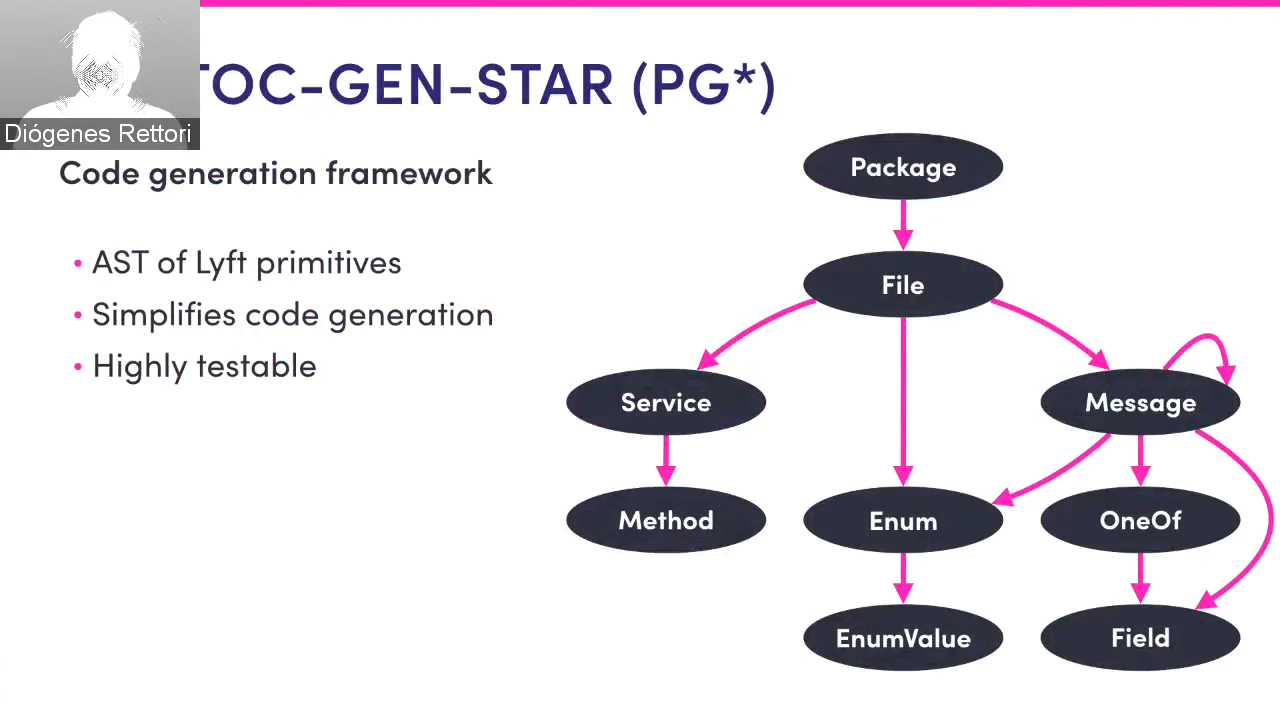 TOC-GEN-STAR (PG*)
Diógenes Rettori
Code generation framework
• AST of Lyft primitives
• Simplifies code generation
• Highly testable
Package
File
Service
Message
Method
Enum
OneOf
EnumValue
Field